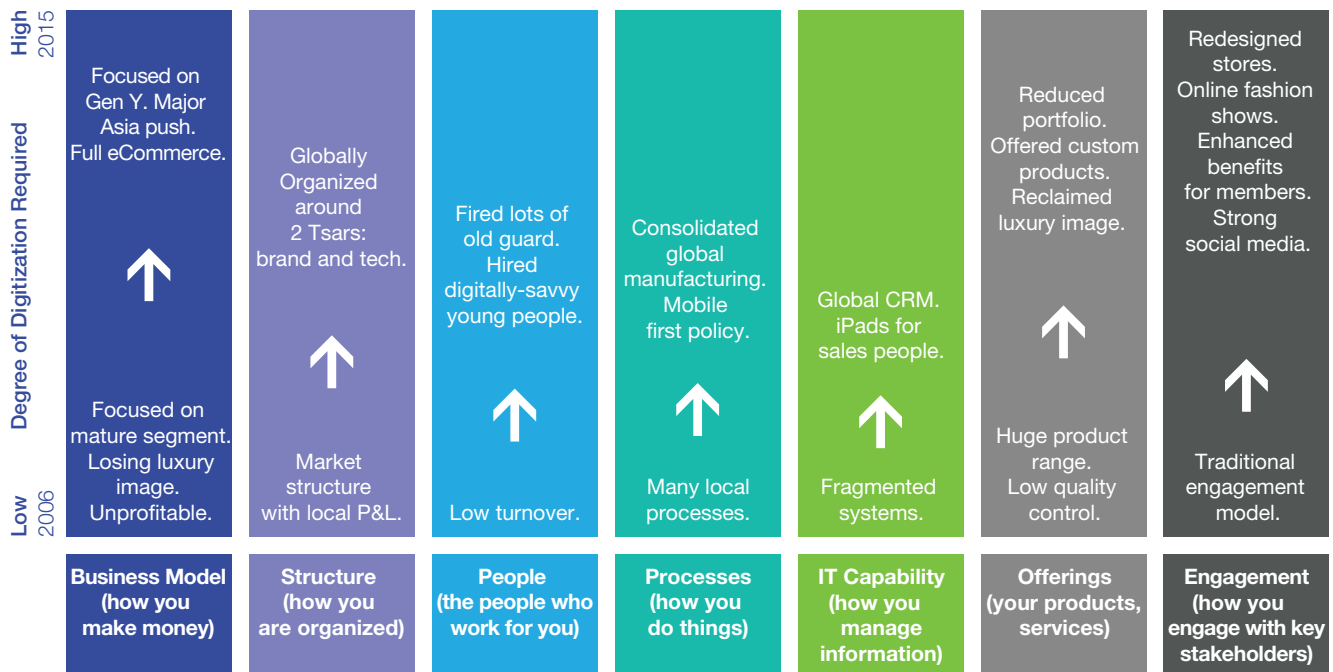 High
2015
Degree of Digitization Required
Low
2006
Focused on
Gen Y. Major
Asia push.
Full eCommerce.
Focused on
mature segment.
Losing luxury
image.
Unprofitable.
Business Model
(how you
make money)
Globally
Organized
around
2 Tsars:
brand and tech.
Market
structure
with local P&L.
Structure
(how you
are organized)
Fired lots of
old guard.
Hired
digitally-savvy
young people.
Low turnover.
People
(the people who
work for you)
Consolidated
global
manufacturing.
Mobile
first policy.
Many local
processes.
Processes
(how you
do things)
Global CRM.
iPads for
sales people.
Fragmented
systems.
IT Capability
(how you
manage
information)
Reduced
portfolio.
Offered custom
products.
Reclaimed
luxury image.
Huge product
range.
Low quality
control.
Offerings
(your products,
services)
Redesigned
stores.
Online fashion
shows.
Enhanced
benefits
for members.
Strong
social media.
Traditional
engagement
model.
Engagement
(how you
engage with key
stakeholders)